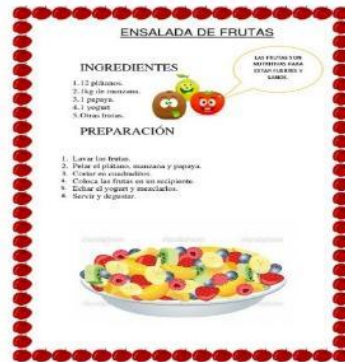 ENSALADA DE FRUTAS
LAS FRUTAS SON
NUTRITIVAS PARA
ESTAR FUERTES Y
SANOS.
INGREDIENTES
1. 12 plátanos.
2. 1kg de manzana.
3. 1 papaya.
4. 1 yogurt
5. Otras frutas.
PREPARACIÓN
1. Lavar las frutas.
2. Pelar el plátano, manzana y papaya.
3. Cortar en cuadraditos
4. Coloca las frutas en un recipiente
5. Echar el yogurt y mezclarlos.
6. Servir y degustar.